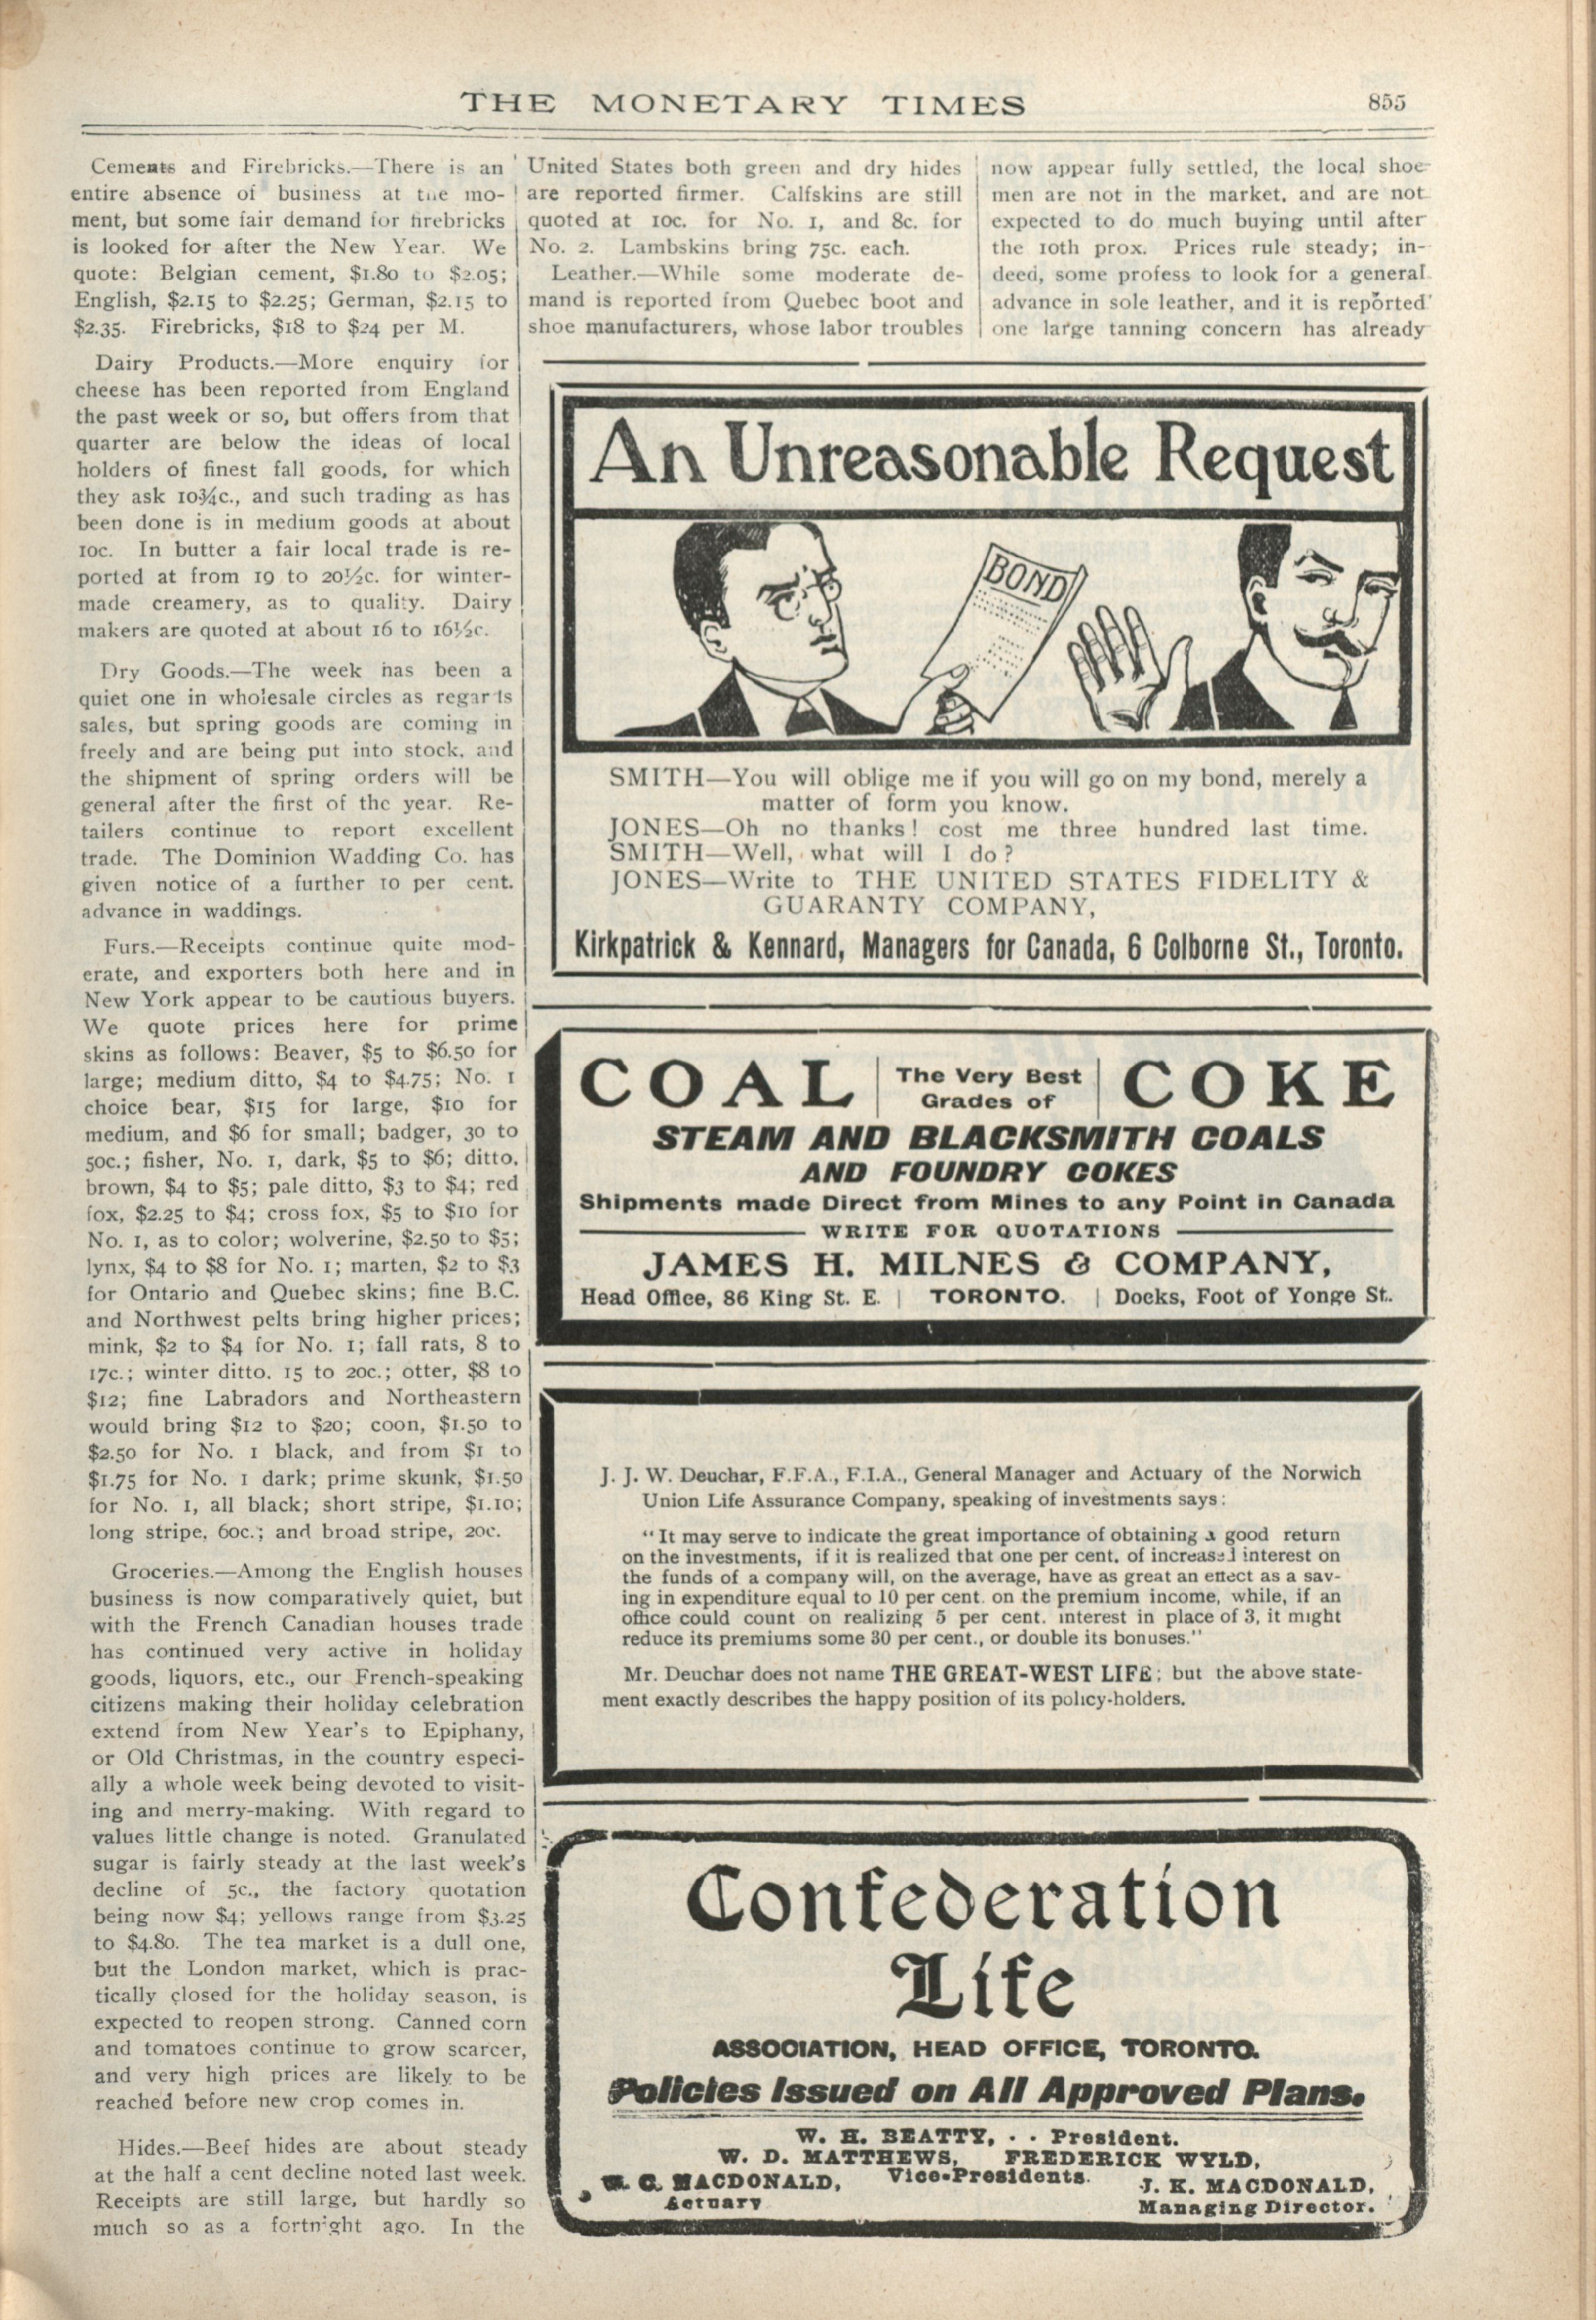 THE MONETARY TIMES
855
Cements and Firebricks.—There is an
entire absence of business at the mo-
ment, but some fair demand for firebricks
is looked for after the New Year. We
quote: Belgian cement, $1.80 to $2.05;
English, $2.15 to $2.25; German, $2.15 to
$2.35. Firebricks, $18 to $24 per M.
Dairy Products.—More enquiry for
cheese has been reported from England
the past week or so, but offers from that
quarter are below the ideas of local
holders of finest fall goods, for which
they ask 10¾c., and such trading as has
been done is in medium goods at about
10c. In butter a fair local trade is re-
ported at from 19 to 20½c. for winter-
made creamery, as to quality. Dairy
makers are quoted at about 16 to 16½c.
Dry Goods.—The week has been a
quiet one in wholesale circles as regards
sales, but spring goods are coming in
freely and are being put into stock, and
the shipment of spring orders will be
general after the first of the year. Re-
tailers continue to report excellent
trade. The Dominion Wadding Co. has
given notice of a further 10 per cent.
advance in waddings.
Furs.—Receipts continue quite mod-
erate, and exporters both here and in
New York appear to be cautious buyers.
We quote prices here for prime
skins as follows: Beaver, $5 to $6.50 for
large; medium ditto, $4 to $4.75; No. 1
choice bear, $15 for large, $10 for
medium, and $6 for small; badger, 30 to
50c.; fisher, No. 1, dark, $5 to $6; ditto,
brown, $4 to $5; pale ditto, $3 to $4; red
fox, $2.25 to $4; cross fox, $5 to $10 for
No. 1, as to color; wolverine, $2.50 to $5;
lynx, $4 to $8 for No. 1; marten, $2 to $3
for Ontario and Quebec skins; fine B.C.
and Northwest pelts bring higher prices;
mink, $2 to $4 for No. 1; fall rats, 8 to
17c.; winter ditto. 15 to 20c.; otter, $8 to
$12; fine Labradors and Northeastern
would bring $12 to $20; coon, $1.50 to
$2.50 for No. 1 black, and from $1 to
$1.75 for No. 1 dark; prime skunk, $1.50
for No. 1, all black; short stripe, $1.10;
long stripe, 60c.; and broad stripe, 20c.
Groceries.—Among the English houses
business is now comparatively quiet, but
with the French Canadian houses trade
has continued very active in holiday
goods, liquors, etc., our French-speaking
citizens making their holiday celebration
extend from New Year's to Epiphany,
or Old Christmas, in the country especi-
ally a whole week being devoted to visit-
ing and merry-making. With regard to
values little change is noted. Granulated
sugar is fairly steady at the last week's
decline of 5c., the factory quotation
being now $4; yellows range from $3.25
to $4.80. The tea market is a dull one,
but the London market, which is prac-
tically closed for the holiday season, is
expected to reopen strong. Canned corn
and tomatoes continue to grow scarcer,
and very high prices are likely to be
reached before new crop comes in.
Hides.—Beef hides are about steady
at the half a cent decline noted last week.
Receipts are still large, but hardly so
much so as a fortnight ago. In the
United States both green and dry hides
are reported firmer. Calfskins are still
quoted at 10c. for No. 1, and 8c. for
No. 2. Lambskins bring 75c. each.
Leather.—While some moderate de-
mand is reported from Quebec boot and
shoe manufacturers, whose labor troubles
now appear fully settled, the local shoe-
men are not in the market, and are not
expected to do much buying until after
the 10th prox. Prices rule steady; in-
deed, some profess to look for a general
advance in sole leather, and it is reported
one large tanning concern has already
An Unreasonable Request
BOND
SMITH—You will oblige me if you will go on my bond, merely a
matter of form you know.
JONES—Oh no thanks! cost me three hundred last time.
SMITH—Well, what will I do?
JONES—Write to THE UNITED STATES FIDELITY &
GUARANTY COMPANY,
Kirkpatrick & Kennard, Managers for Canada, 6 Colborne St., Toronto.
COAL The Very Best COKE
Grades of
STEAM AND BLACKSMITH COALS
AND FOUNDRY COKES
Shipments made Direct from Mines to any Point in Canada
WRITE FOR QUOTATIONS
JAMES H. MILNES & COMPANY,
Head Office, 86 King St. E. | TORONTO. | Docks, Foot of Yonge St.
J. J. W. Deuchar, F.F.A., F.I.A., General Manager and Actuary of the Norwich
Union Life Assurance Company, speaking of investments says:
"It may serve to indicate the great importance of obtaining a good return
on the investments, if it is realized that one per cent. of increased interest on
the funds of a company will, on the average, have as great an effect as a sav-
ing in expenditure equal to 10 per cent. on the premium income, while, if an
office could count on realizing 5 per cent. interest in place of 3, it might
reduce its premiums some 30 per cent., or double its bonuses."
Mr. Deuchar does not name THE GREAT-WEST LIFE; but the above state-
ment exactly describes the happy position of its policy-holders.
Confederation
Life
ASSOCIATION, HEAD OFFICE, TORONTO.
Policies Issued on All Approved Plans.
W. H. BEATTY, - - President.
W. D. MATTHEWS, FREDERICK WYLD,
Vice-Presidents.
W. C. MACDONALD, J. K. MACDONALD,
Actuary Managing Director.